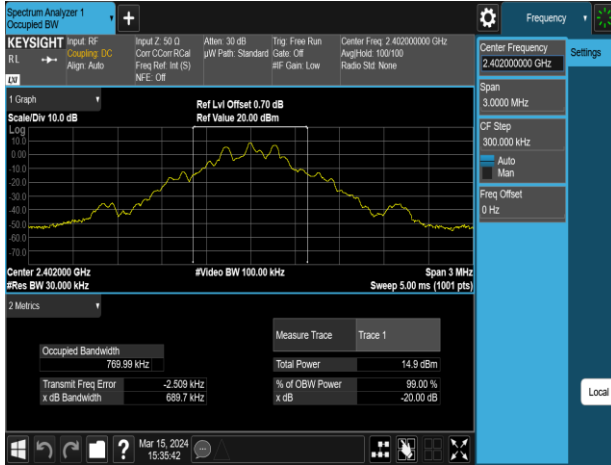 Spectrum Analyzer 1
Occupied BW
+
Frequency
KEYSIGHT
RL
LXI
Input: RF
Coupling: DC
Align: Auto
Input Z: 50 Ω
Corr CCorr RCal
Freq Ref: Int (S)
NFE: Off
Atten: 30 dB
µW Path: Standard
Trig: Free Run
Gate: Off
#IF Gain: Low
Center Freq: 2.402000000 GHz
Avg|Hold: 100/100
Radio Std: None
Center Frequency
2.402000000 GHz
Settings
Span
3.0000 MHz
CF Step
300.000 kHz
Auto
Man
Freq Offset
0 Hz
Local
1 Graph
Scale/Div 10.0 dB
Ref Lvl Offset 0.70 dB
Ref Value 20.00 dBm
Log
10.0
0.00
-10.0
-20.0
-30.0
-40.0
-50.0
-60.0
-70.0
Center 2.402000 GHz
#Video BW 100.00 kHz
Span 3 MHz
#Res BW 30.000 kHz
Sweep 5.00 ms (1001 pts)
2 Metrics
Measure Trace Trace 1
Occupied Bandwidth
769.99 kHz
Total Power 14.9 dBm
Transmit Freq Error -2.509 kHz
% of OBW Power 99.00 %
x dB Bandwidth 689.7 kHz
x dB -20.00 dB
?
Mar 15, 2024
15:35:42